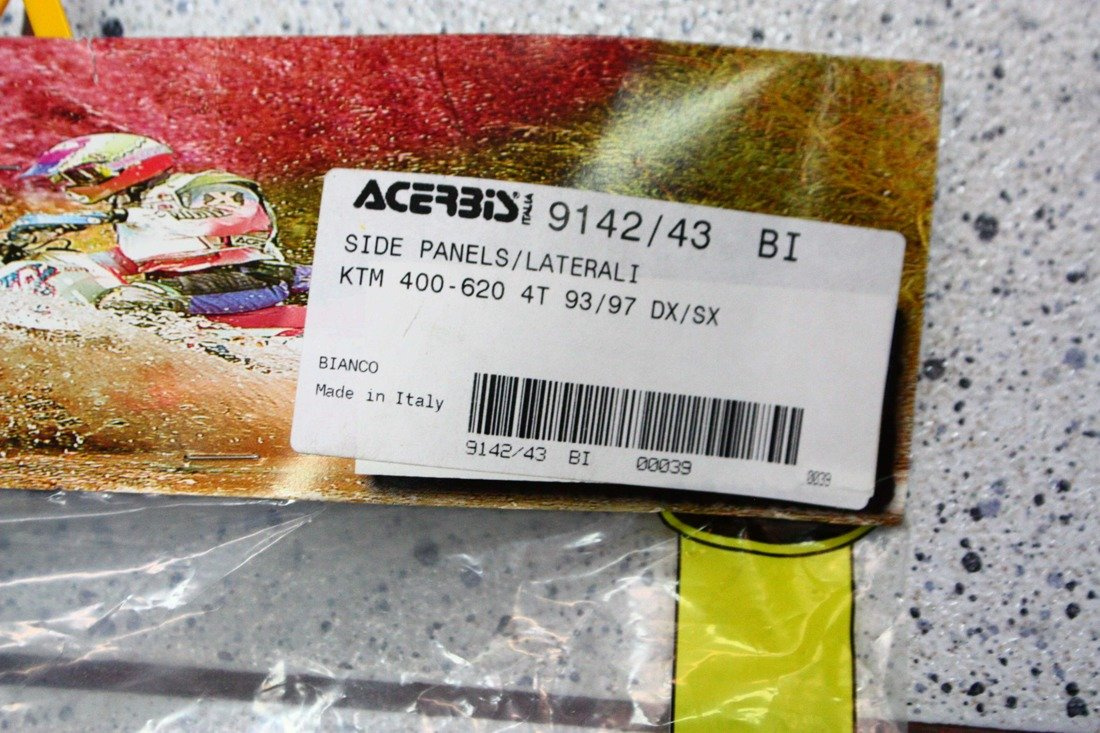 ACERBIS ITALIA 9142/43 BI
SIDE PANELS/LATERALI
KTM 400-620 4T 93/97 DX/SX
BIANCO
Made in Italy
9142/43 BI 00039
0039
ACERBIS